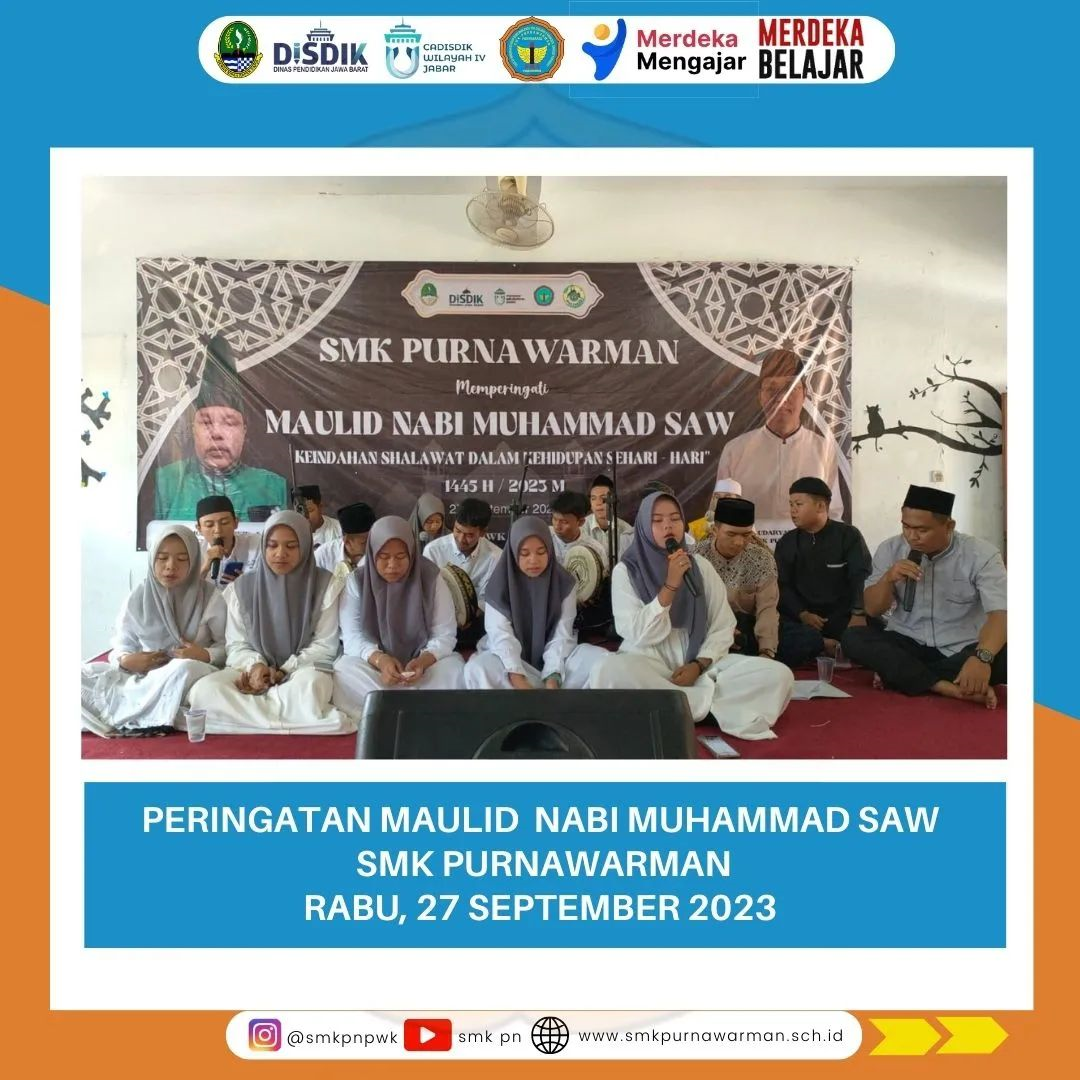 DISDIK
DINAS PENDIDIKAN JAWA BARAT
CADISDIK
WILAYAH IV
JABAR
Merdeka
Mengajar
MERDEKA
BELAJAR
DISDIK
SMK PURNAWARMAN
Memperingati
MAULID NABI MUHAMMAD SAW
KEINDAHAN SHALAWAT DALAM KEHIDUPAN SEHARI - HARI"
1445 H / 2023 M
PERINGATAN MAULID NABI MUHAMMAD SAW
SMK PURNAWARMAN
RABU, 27 SEPTEMBER 2023
@smkpnpwk
smk pn
www.smkpurnawarman.sch.id